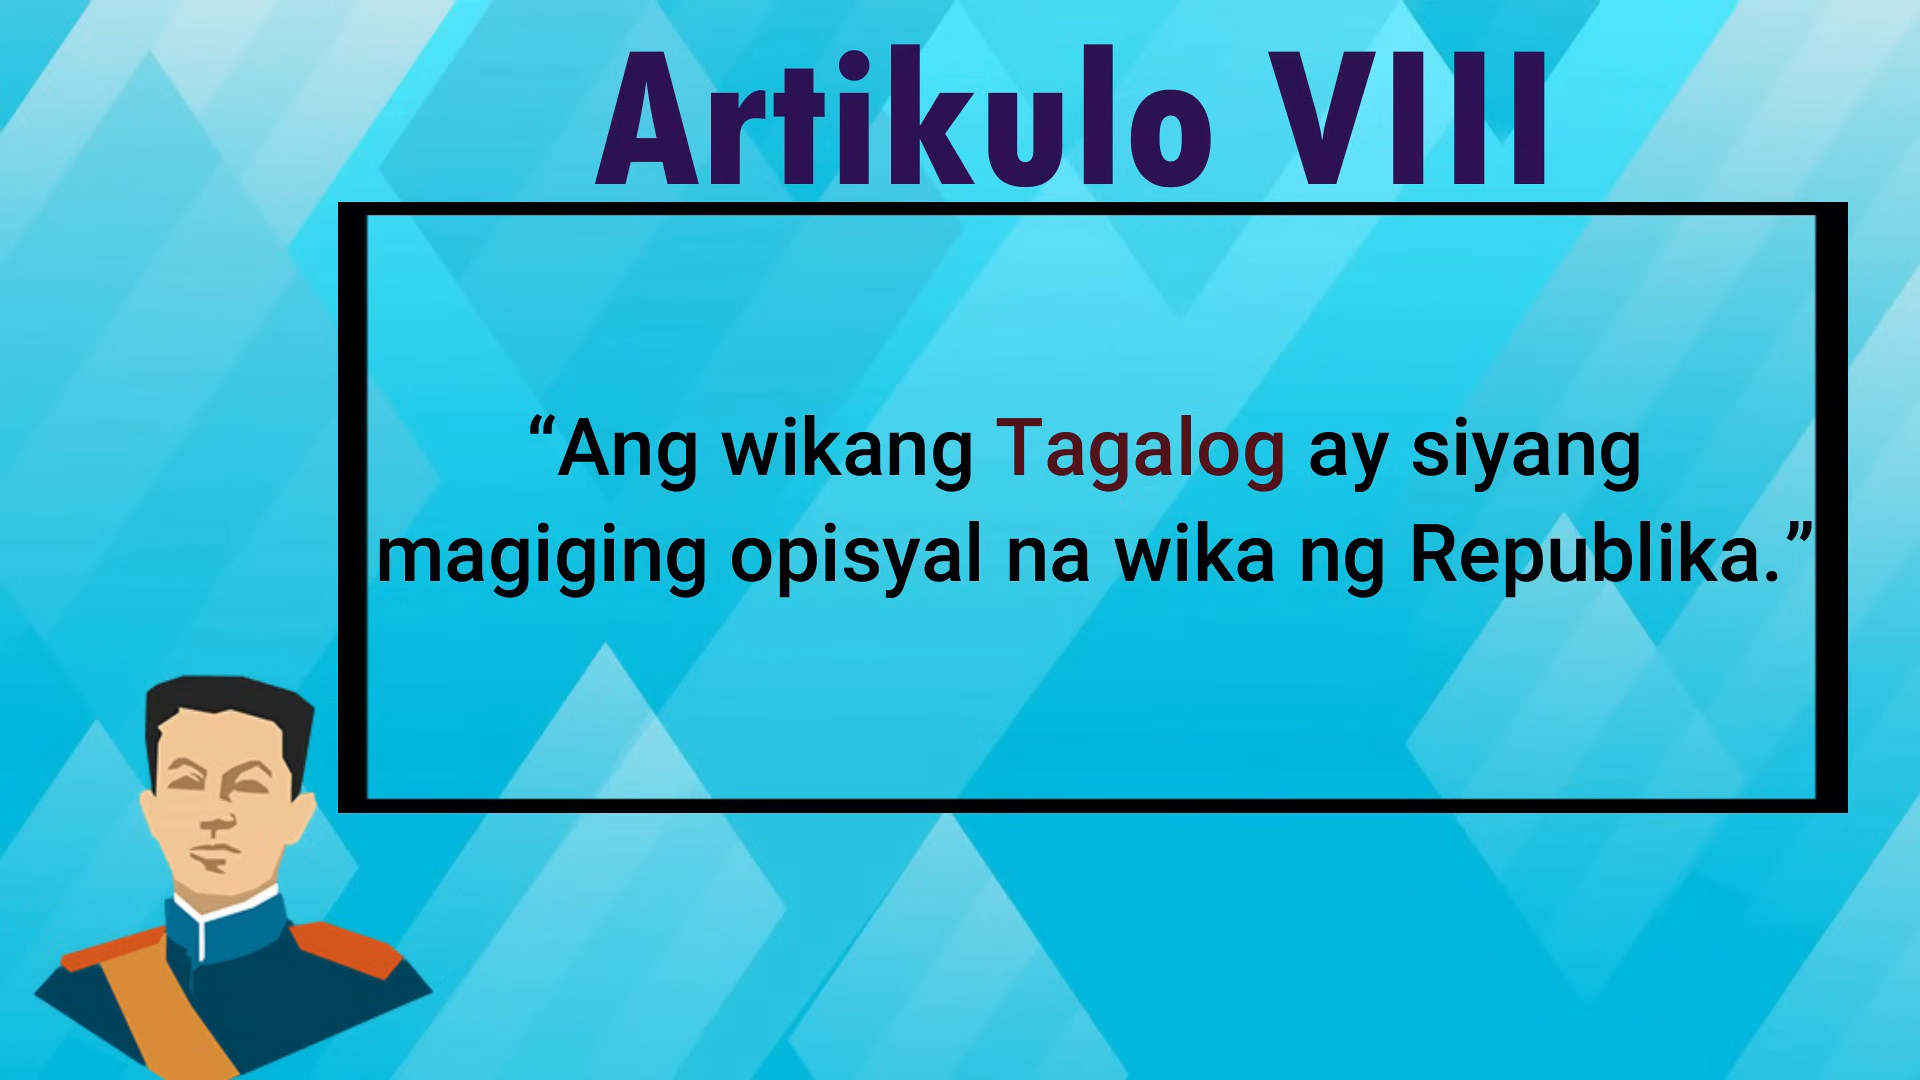 Artikulo VIII
“Ang wikang Tagalog ay siyang
magiging opisyal na wika ng Republika.”